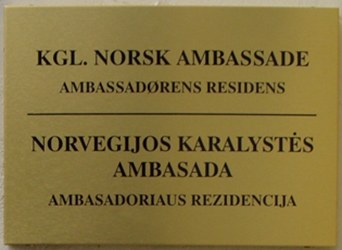 KGL. NORSK AMBASSADE
AMBASSADØRENS RESIDENS
NORVEGIJOS KARALYSTĖS
AMBASADA
AMBASADORIAUS REZIDENCIJA